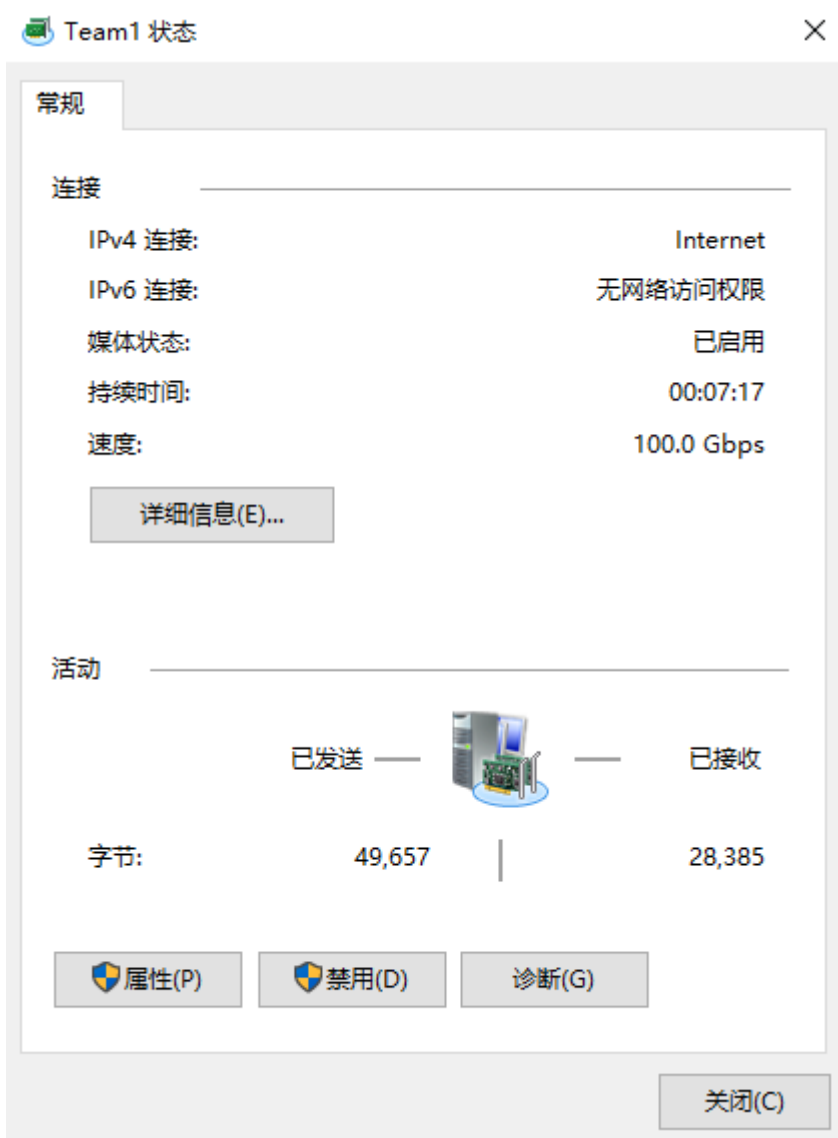 Team1 状态
常规
连接
IPv4 连接: Internet
IPv6 连接: 无网络访问权限
媒体状态: 已启用
持续时间: 00:07:17
速度: 100.0 Gbps
详细信息(E)...
活动
已发送 已接收
字节: 49,657 28,385
属性(P) 禁用(D) 诊断(G)
关闭(C)